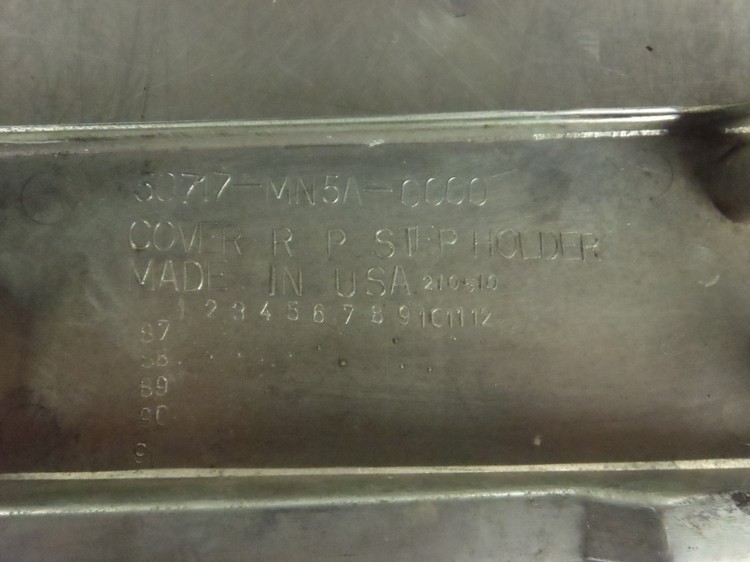 50717-MN5A-0000
COVER R P STEP HOLDER
MADE IN USA 210510
1 2 3 4 5 6 7 8 9 10 11 12
87
88
89
90